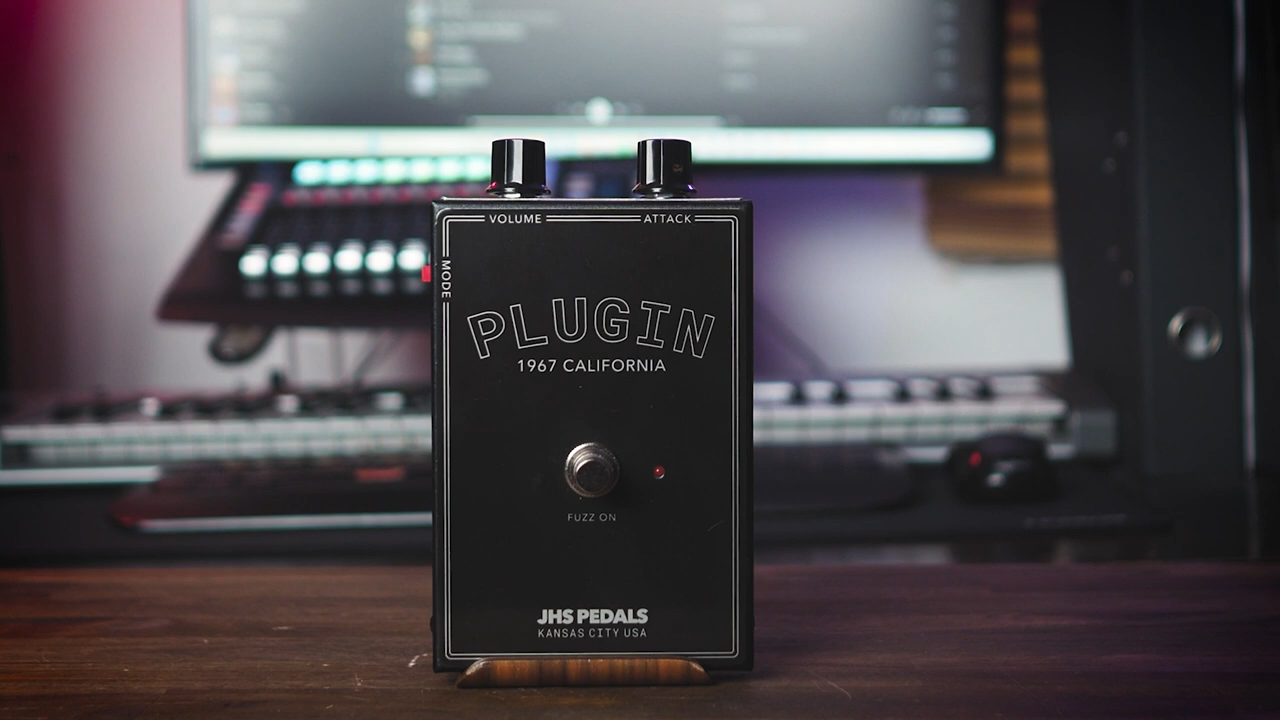 VOLUME
ATTACK
MODE
PLUGIN
1967 CALIFORNIA
FUZZ ON
JHS PEDALS
KANSAS CITY USA